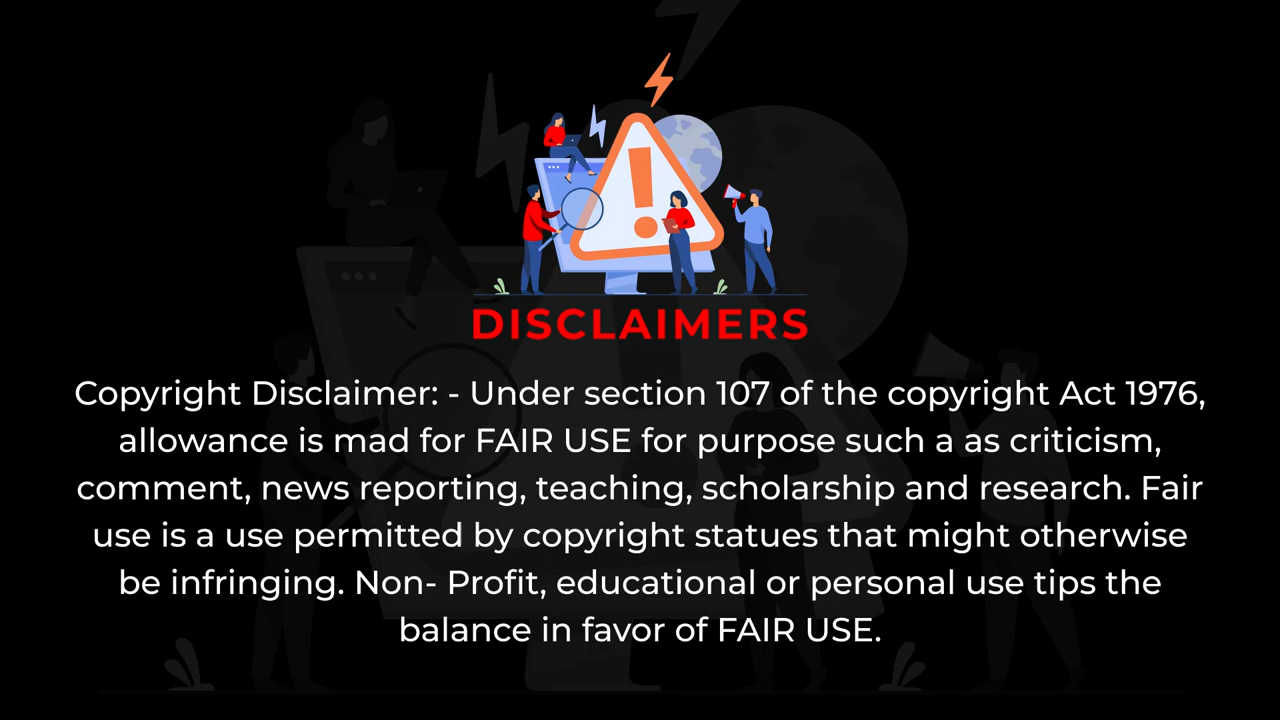 DISCLAIMERS
Copyright Disclaimer: - Under section 107 of the copyright Act 1976,
allowance is mad for FAIR USE for purpose such a as criticism,
comment, news reporting, teaching, scholarship and research. Fair
use is a use permitted by copyright statues that might otherwise
be infringing. Non- Profit, educational or personal use tips the
balance in favor of FAIR USE.